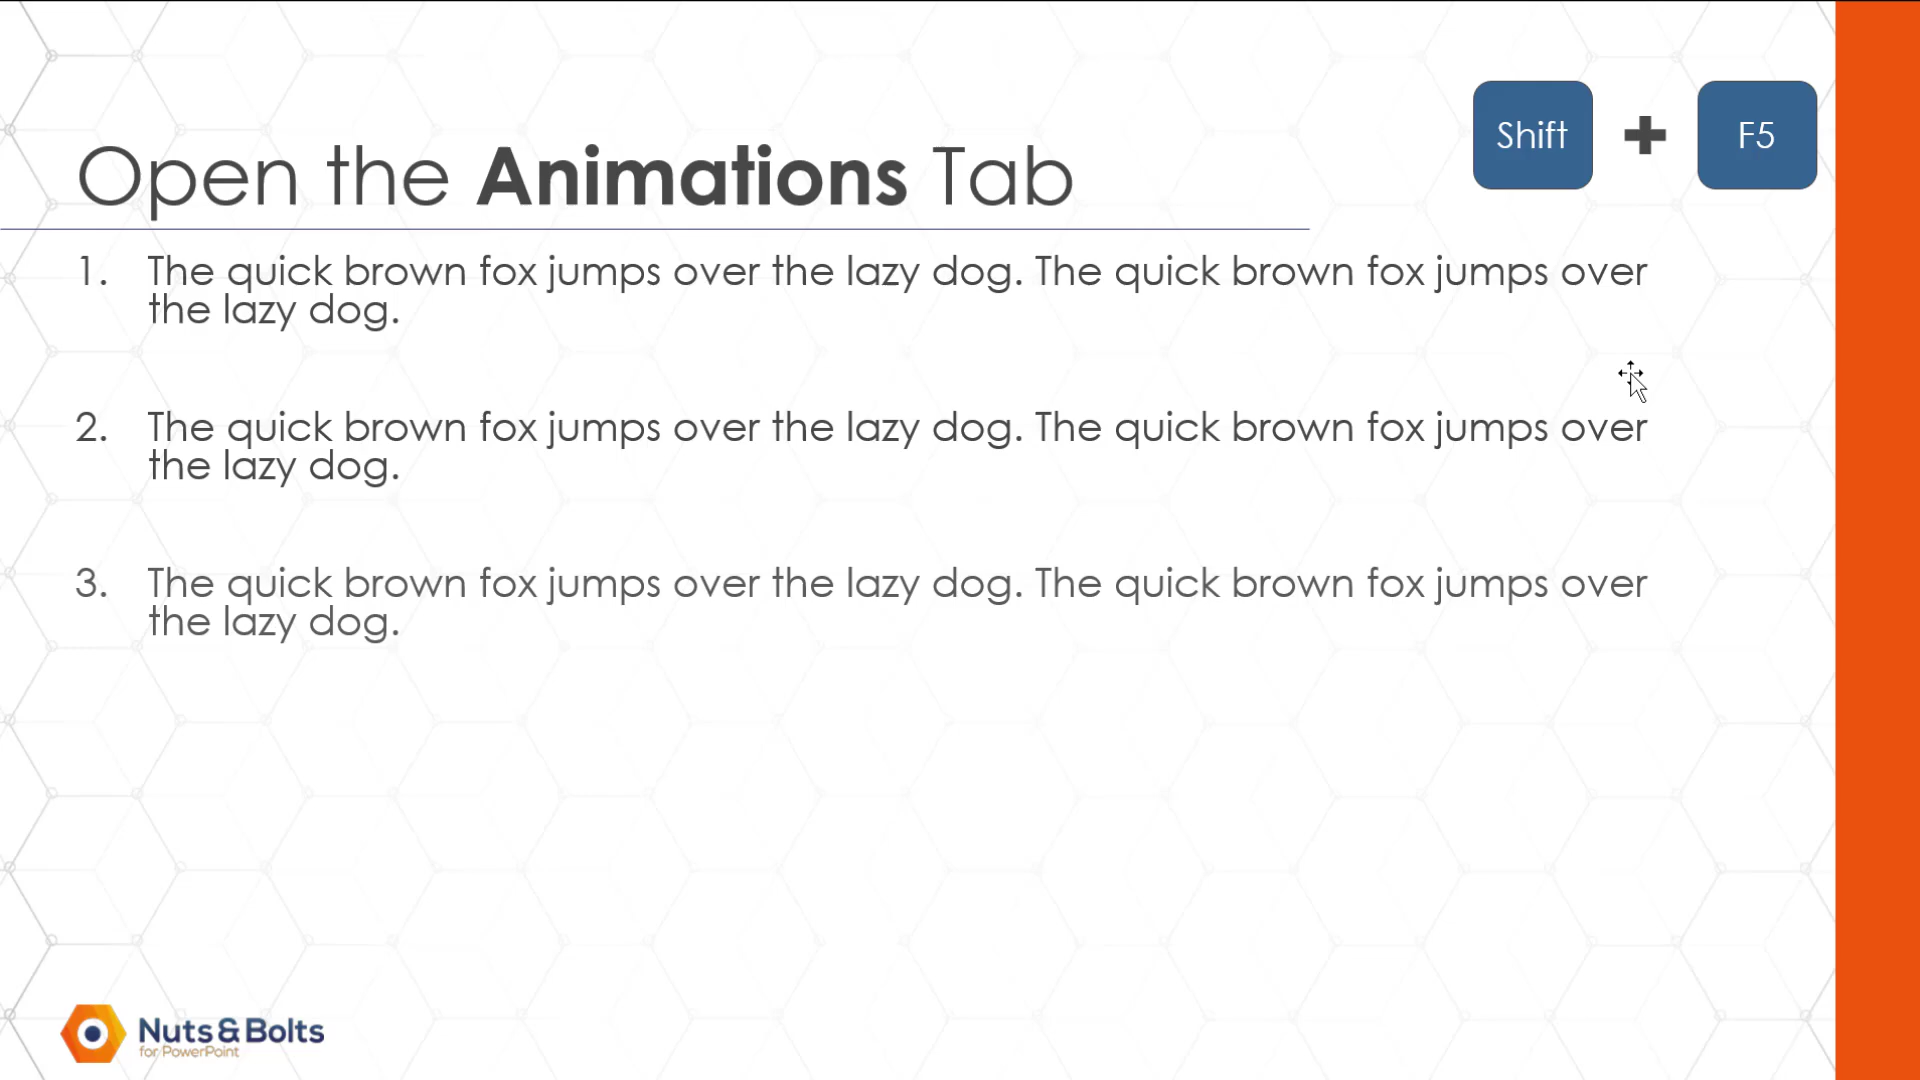 Shift + F5
Open the Animations Tab
1. The quick brown fox jumps over the lazy dog. The quick brown fox jumps over
the lazy dog.
2. The quick brown fox jumps over the lazy dog. The quick brown fox jumps over
the lazy dog.
3. The quick brown fox jumps over the lazy dog. The quick brown fox jumps over
the lazy dog.
Nuts & Bolts
for PowerPoint